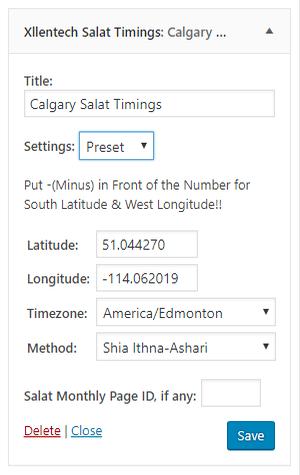 Xllentech Salat Timings: Calgary ...
Title:
Calgary Salat Timings
Settings: Preset
Put -(Minus) in Front of the Number for
South Latitude & West Longitude!!
Latitude: 51.044270
Longitude: -114.062019
Timezone: America/Edmonton
Method: Shia Ithna-Ashari
Salat Monthly Page ID, if any:
Delete | Close Save